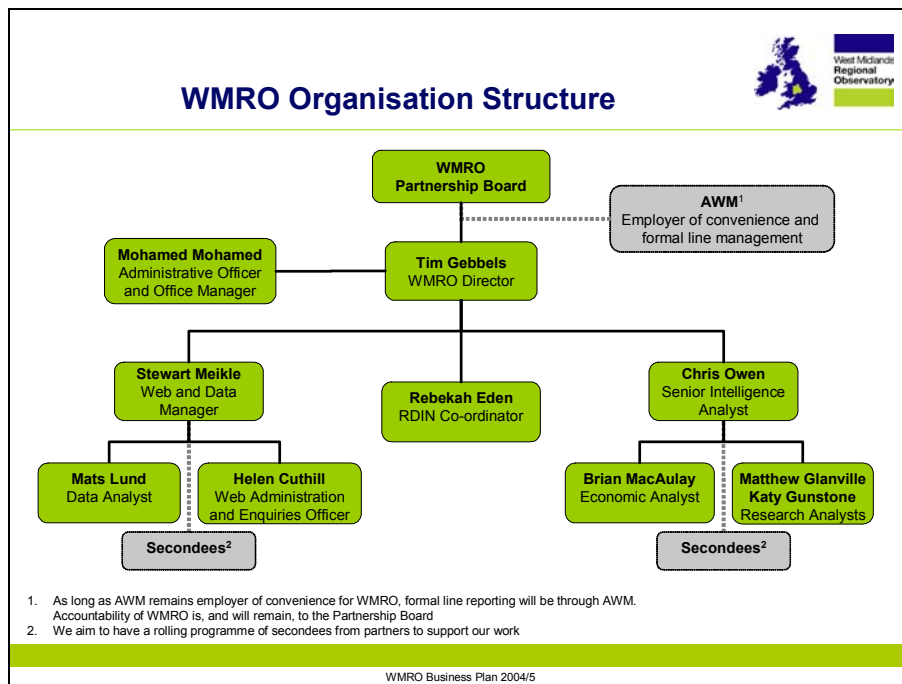 West Midlands
Regional
Observatory
WMRO Organisation Structure
WMRO
Partnership Board
AWM¹
Employer of convenience and
formal line management
Mohamed Mohamed
Administrative Officer
and Office Manager
Tim Gebbels
WMRO Director
Stewart Meikle
Web and Data
Manager
Rebekah Eden
RDIN Co-ordinator
Chris Owen
Senior Intelligence
Analyst
Mats Lund
Data Analyst
Helen Cuthill
Web Administration
and Enquiries Officer
Brian MacAulay
Economic Analyst
Matthew Glanville
Katy Gunstone
Research Analysts
Secondees²
Secondees²
1. As long as AWM remains employer of convenience for WMRO, formal line reporting will be through AWM.
Accountability of WMRO is, and will remain, to the Partnership Board
2. We aim to have a rolling programme of secondees from partners to support our work
WMRO Business Plan 2004/5